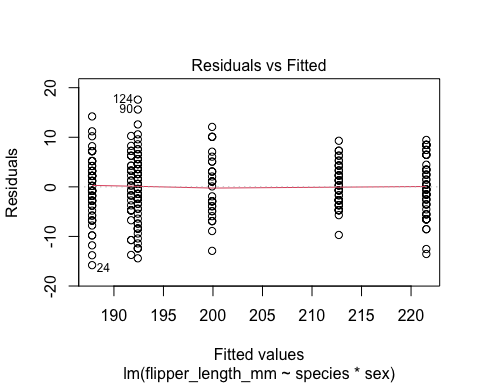 Residuals vs Fitted
Residuals
20
10
0
-10
-20
124
90
24
190 195 200 205 210 215 220
Fitted values
lm(flipper_length_mm ~ species * sex)